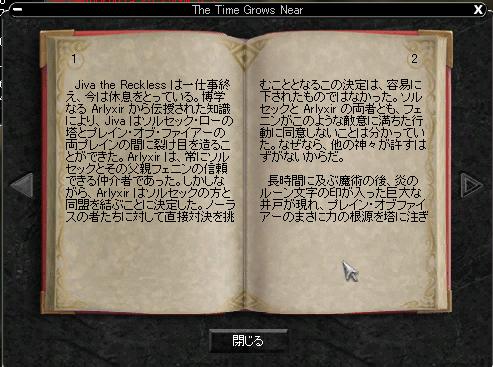 The Time Grows Near
1
Jiva the Reckless は一仕事終
え、今は休息をとっている。博学
なる Arlyxir から伝授された知識
により、Jiva はソルセック・ローの
塔とプレイン・オブ・ファイアーの
両プレインの間に裂け目を造るこ
とができた。Arlyxir は、常にソル
セックとその父親フェニンの信頼
できる仲介者であった。しかしな
がら、Arlyxir はソルセックの方と
同盟を結ぶことに決定した。ノーラ
スの者たちに対して直接対決を挑
2
むこととなるこの決定は、容易に
下されたものではなかった。ソル
セックと Arlyxir の両者とも、フェ
ニンがこのような敵意に満ちた行
動に同意しないことは分かってい
た。なぜなら、他の神々が許すは
ずがないからだ。
長時間に及ぶ魔術の後、炎の
ルーン文字の印が入った巨大な
井戸が現れ、プレイン・オブファイ
アーのまさに力の根源を塔に注ぎ
閉じる